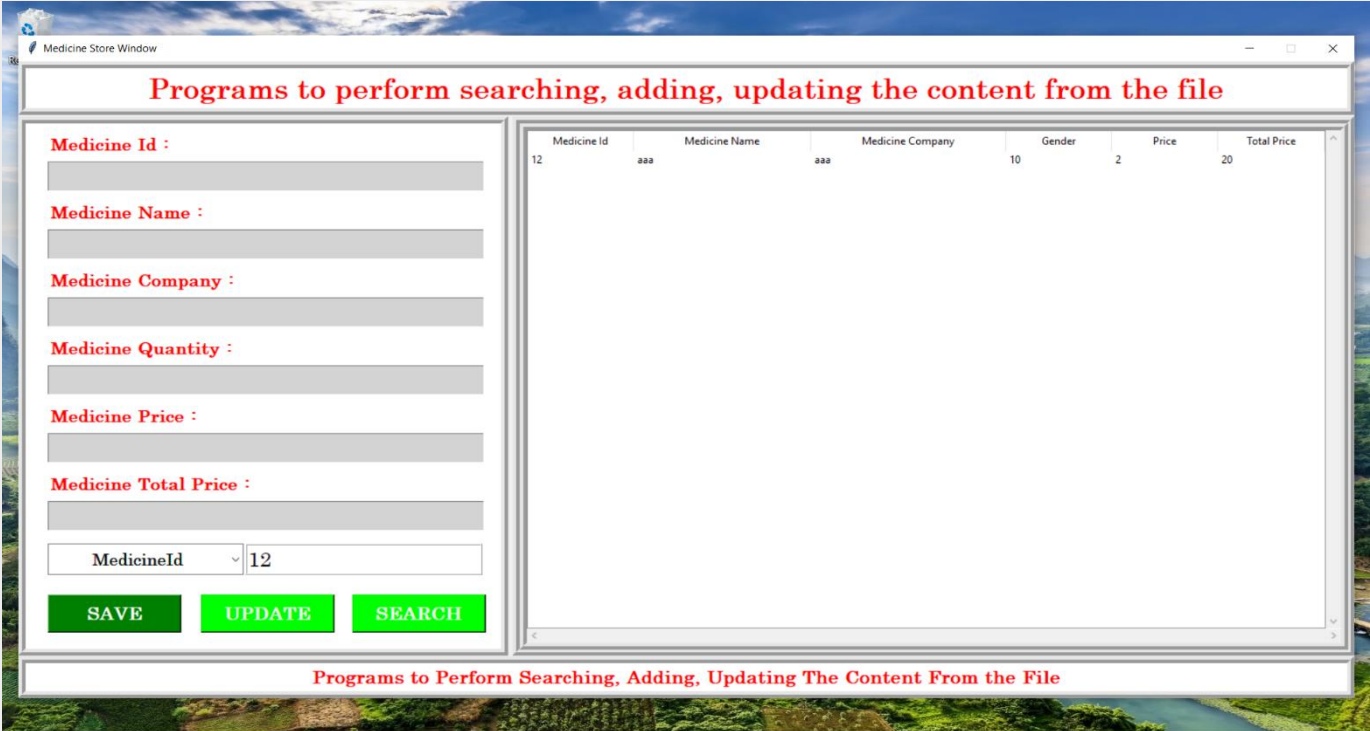 Medicine Store Window
Programs to perform searching, adding, updating the content from the file
Medicine Id :
Medicine Name :
Medicine Company :
Medicine Quantity :
Medicine Price :
Medicine Total Price :
MedicineId 12
SAVE UPDATE SEARCH
Medicine Id Medicine Name Medicine Company Gender Price Total Price
12 aaa aaa 10 2 20
Programs to Perform Searching, Adding, Updating The Content From the File